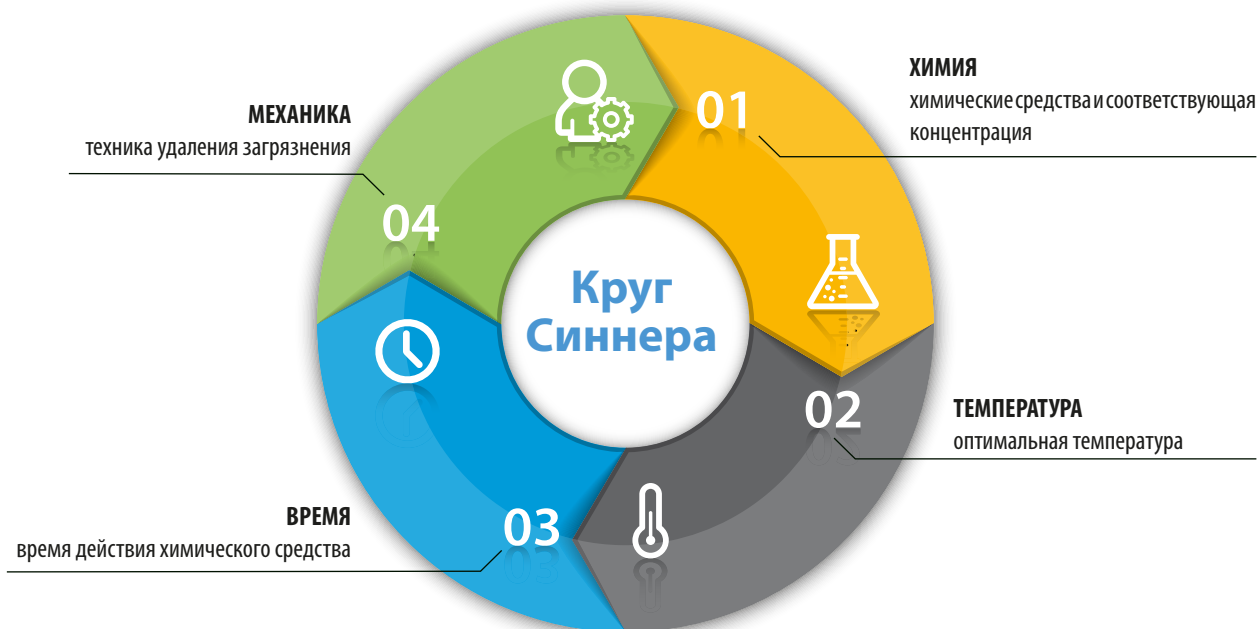 Круг
Синнера
01
ХИМИЯ
химические средства и соответствующая
концентрация
02
ТЕМПЕРАТУРА
оптимальная температура
03
ВРЕМЯ
время действия химического средства
04
МЕХАНИКА
техника удаления загрязнения